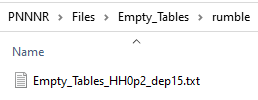 PNNNR > Files > Empty_Tables > rumble
Name
Empty_Tables_HH0p2_dep15.txt